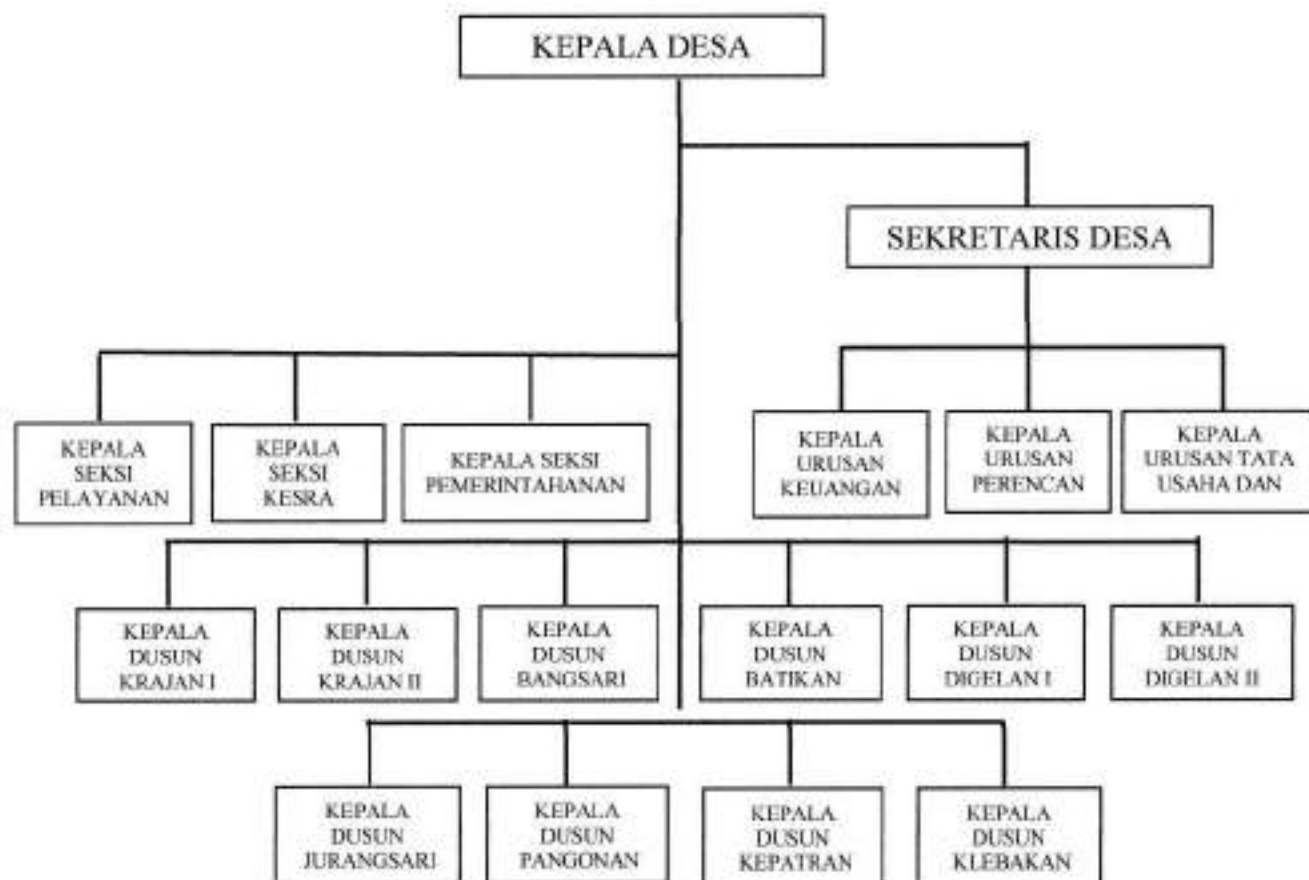 KEPALA DESA
SEKRETARIS DESA
KEPALA
SEKSI
PELAYANAN
KEPALA
SEKSI
KESRA
KEPALA SEKSI
PEMERINTAHANAN
KEPALA
URUSAN
KEUANGAN
KEPALA
URUSAN
PERENCAN
KEPALA
URUSAN TATA
USAHA DAN
KEPALA
DUSUN
KRAJAN I
KEPALA
DUSUN
KRAJAN II
KEPALA
DUSUN
BANGSARI
KEPALA
DUSUN
BATIKAN
KEPALA
DUSUN
DIGELAN I
KEPALA
DUSUN
DIGELAN II
KEPALA
DUSUN
JURANGSARI
KEPALA
DUSUN
PANGONAN
KEPALA
DUSUN
KEPATRAN
KEPALA
DUSUN
KLEBAKAN